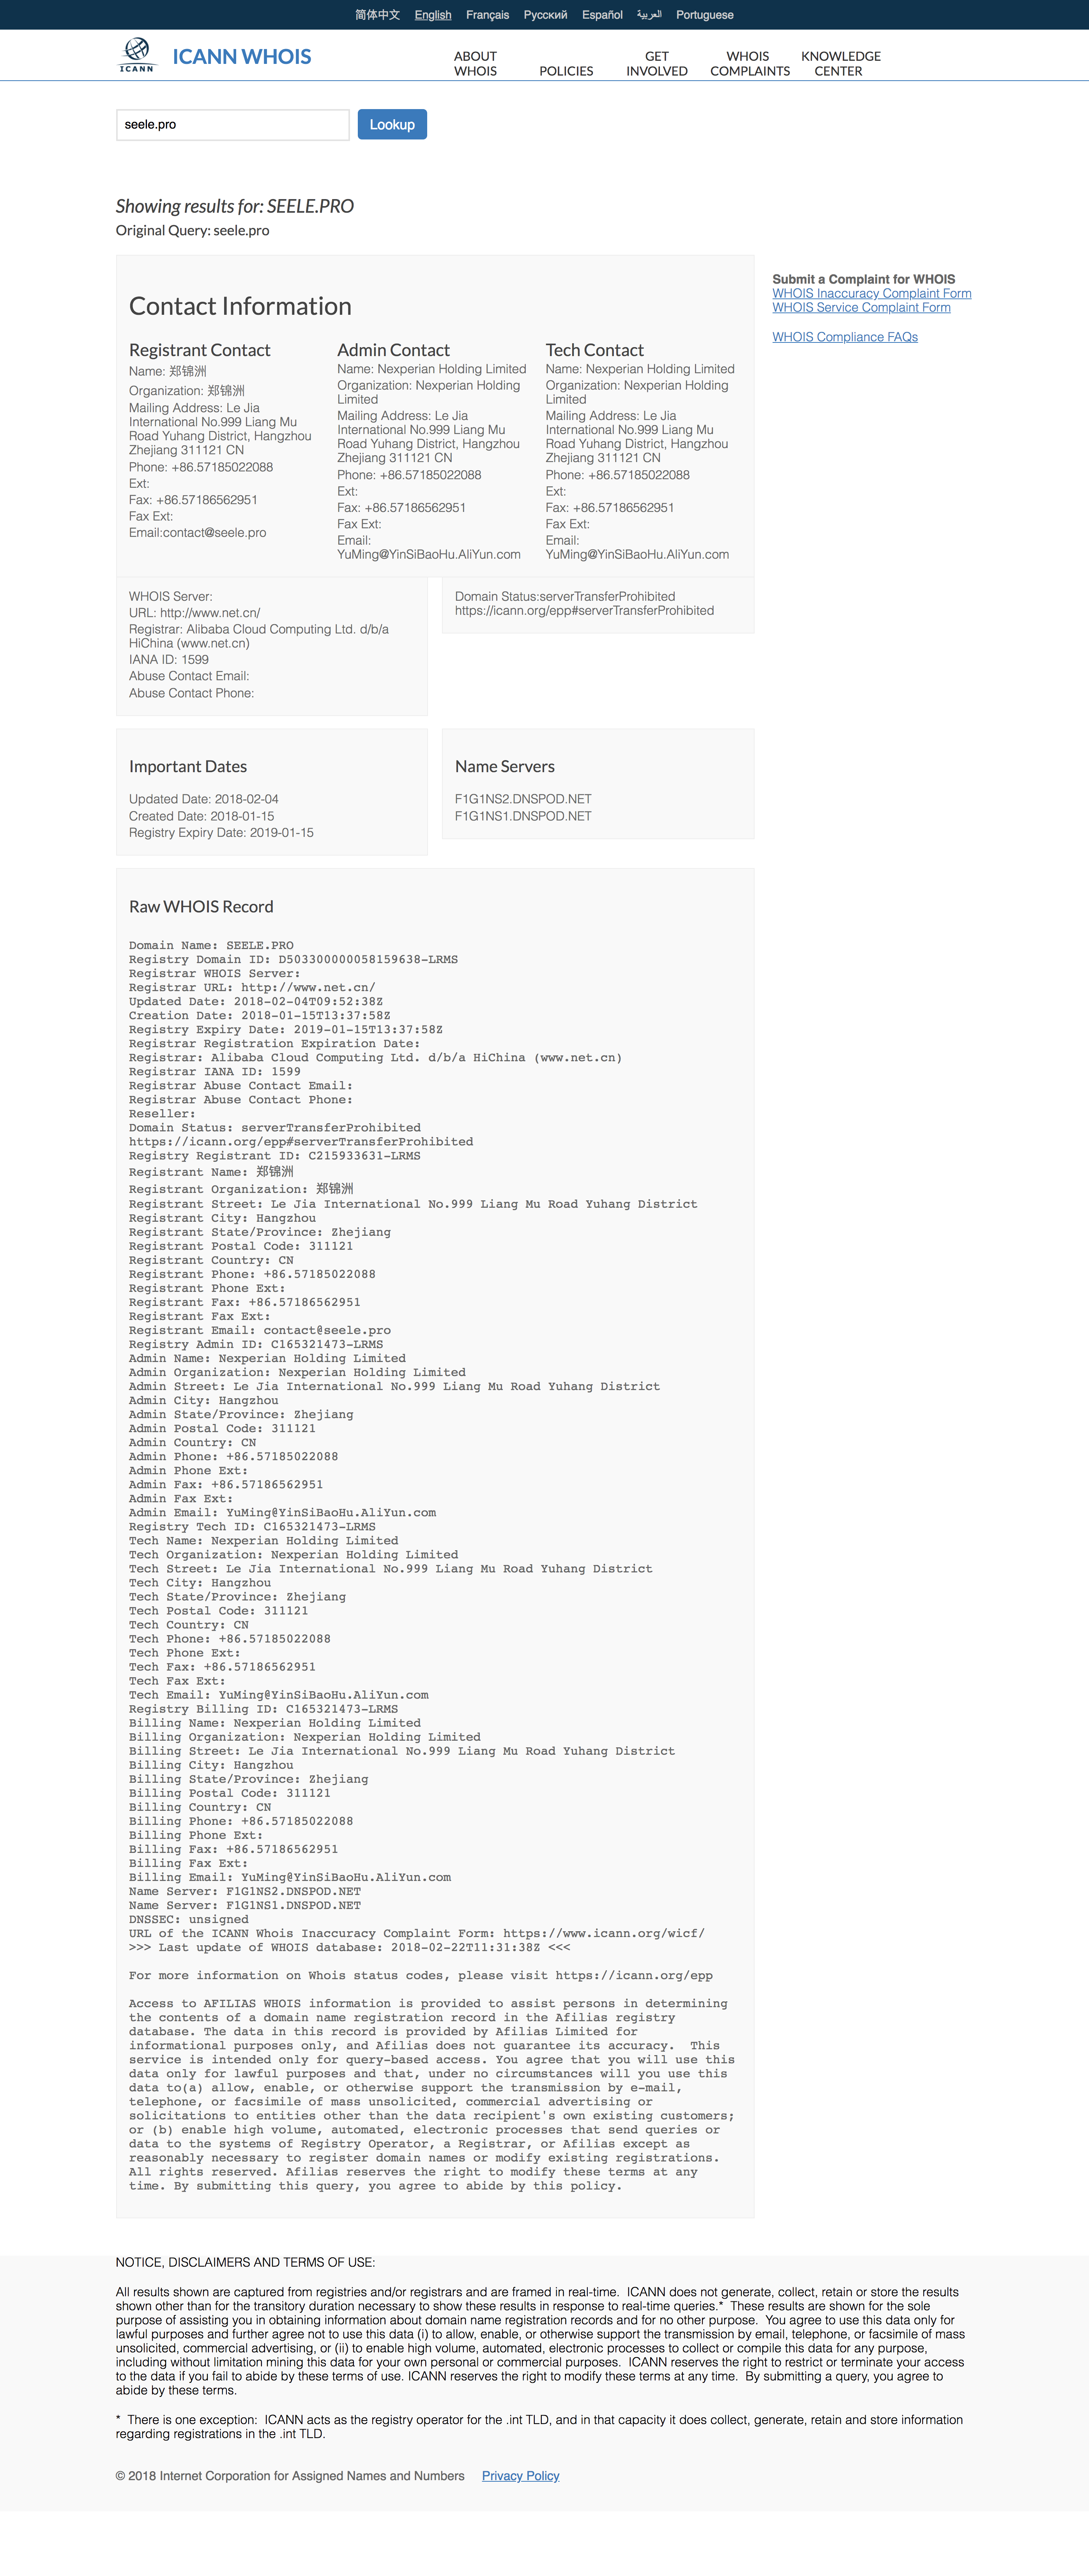 简体中文 English Français Русский Español العربية Portuguese
ICANN
ICANN WHOIS
ABOUT WHOIS
POLICIES
GET INVOLVED
WHOIS COMPLAINTS
KNOWLEDGE CENTER
seele.pro
Lookup
Showing results for: SEELE.PRO
Original Query: seele.pro
Submit a Complaint for WHOIS
WHOIS Inaccuracy Complaint Form
WHOIS Service Complaint Form
WHOIS Compliance FAQs
Contact Information
Registrant Contact
Name: 郑锦洲
Organization: 郑锦洲
Mailing Address: Le Jia
International No.999 Liang Mu
Road Yuhang District, Hangzhou
Zhejiang 311121 CN
Phone: +86.57185022088
Ext:
Fax: +86.57186562951
Fax Ext:
Email:contact@seele.pro
Admin Contact
Name: Nexperian Holding Limited
Organization: Nexperian Holding
Limited
Mailing Address: Le Jia
International No.999 Liang Mu
Road Yuhang District, Hangzhou
Zhejiang 311121 CN
Phone: +86.57185022088
Ext:
Fax: +86.57186562951
Fax Ext:
Email:
YuMing@YinSiBaoHu.AliYun.com
Tech Contact
Name: Nexperian Holding Limited
Organization: Nexperian Holding
Limited
Mailing Address: Le Jia
International No.999 Liang Mu
Road Yuhang District, Hangzhou
Zhejiang 311121 CN
Phone: +86.57185022088
Ext:
Fax: +86.57186562951
Fax Ext:
Email:
YuMing@YinSiBaoHu.AliYun.com
WHOIS Server:
URL: http://www.net.cn/
Registrar: Alibaba Cloud Computing Ltd. d/b/a
HiChina (www.net.cn)
IANA ID: 1599
Abuse Contact Email:
Abuse Contact Phone:
Domain Status:serverTransferProhibited
https://icann.org/epp#serverTransferProhibited
Important Dates
Updated Date: 2018-02-04
Created Date: 2018-01-15
Registry Expiry Date: 2019-01-15
Name Servers
F1G1NS2.DNSPOD.NET
F1G1NS1.DNSPOD.NET
Raw WHOIS Record
Domain Name: SEELE.PRO
Registry Domain ID: D503300000058159638-LRMS
Registrar WHOIS Server:
Registrar URL: http://www.net.cn/
Updated Date: 2018-02-04T09:52:38Z
Creation Date: 2018-01-15T13:37:58Z
Registry Expiry Date: 2019-01-15T13:37:58Z
Registrar Registration Expiration Date:
Registrar: Alibaba Cloud Computing Ltd. d/b/a HiChina (www.net.cn)
Registrar IANA ID: 1599
Registrar Abuse Contact Email:
Registrar Abuse Contact Phone:
Reseller:
Domain Status: serverTransferProhibited
https://icann.org/epp#serverTransferProhibited
Registry Registrant ID: C215933631-LRMS
Registrant Name: 郑锦洲
Registrant Organization: 郑锦洲
Registrant Street: Le Jia International No.999 Liang Mu Road Yuhang District
Registrant City: Hangzhou
Registrant State/Province: Zhejiang
Registrant Postal Code: 311121
Registrant Country: CN
Registrant Phone: +86.57185022088
Registrant Phone Ext:
Registrant Fax: +86.57186562951
Registrant Fax Ext:
Registrant Email: contact@seele.pro
Registry Admin ID: C165321473-LRMS
Admin Name: Nexperian Holding Limited
Admin Organization: Nexperian Holding Limited
Admin Street: Le Jia International No.999 Liang Mu Road Yuhang District
Admin City: Hangzhou
Admin State/Province: Zhejiang
Admin Postal Code: 311121
Admin Country: CN
Admin Phone: +86.57185022088
Admin Phone Ext:
Admin Fax: +86.57186562951
Admin Fax Ext:
Admin Email: YuMing@YinSiBaoHu.AliYun.com
Registry Tech ID: C165321473-LRMS
Tech Name: Nexperian Holding Limited
Tech Organization: Nexperian Holding Limited
Tech Street: Le Jia International No.999 Liang Mu Road Yuhang District
Tech City: Hangzhou
Tech State/Province: Zhejiang
Tech Postal Code: 311121
Tech Country: CN
Tech Phone: +86.57185022088
Tech Phone Ext:
Tech Fax: +86.57186562951
Tech Fax Ext:
Tech Email: YuMing@YinSiBaoHu.AliYun.com
Registry Billing ID: C165321473-LRMS
Billing Name: Nexperian Holding Limited
Billing Organization: Nexperian Holding Limited
Billing Street: Le Jia International No.999 Liang Mu Road Yuhang District
Billing City: Hangzhou
Billing State/Province: Zhejiang
Billing Postal Code: 311121
Billing Country: CN
Billing Phone: +86.57185022088
Billing Phone Ext:
Billing Fax: +86.57186562951
Billing Fax Ext:
Billing Email: YuMing@YinSiBaoHu.AliYun.com
Name Server: F1G1NS2.DNSPOD.NET
Name Server: F1G1NS1.DNSPOD.NET
DNSSEC: unsigned
URL of the ICANN Whois Inaccuracy Complaint Form: https://www.icann.org/wicf/
>>> Last update of WHOIS database: 2018-02-22T11:31:38Z <<<
For more information on Whois status codes, please visit https://icann.org/epp
Access to AFILIAS WHOIS information is provided to assist persons in determining
the contents of a domain name registration record in the Afilias registry
database. The data in this record is provided by Afilias Limited for
informational purposes only, and Afilias does not guarantee its accuracy.  This
service is intended only for query-based access. You agree that you will use this
data only for lawful purposes and that, under no circumstances will you use this
data to(a) allow, enable, or otherwise support the transmission by e-mail,
telephone, or facsimile of mass unsolicited, commercial advertising or
solicitations to entities other than the data recipient's own existing customers;
or (b) enable high volume, automated, electronic processes that send queries or
data to the systems of Registry Operator, a Registrar, or Afilias except as
reasonably necessary to register domain names or modify existing registrations.
All rights reserved. Afilias reserves the right to modify these terms at any
time. By submitting this query, you agree to abide by this policy.
NOTICE, DISCLAIMERS AND TERMS OF USE:
All results shown are captured from registries and/or registrars and are framed in real-time.  ICANN does not generate, collect, retain or store the results
shown other than for the transitory duration necessary to show these results in response to real-time queries.*  These results are shown for the sole
purpose of assisting you in obtaining information about domain name registration records and for no other purpose.  You agree to use this data only for
lawful purposes and further agree not to use this data (i) to allow, enable, or otherwise support the transmission by email, telephone, or facsimile of mass
unsolicited, commercial advertising, or (ii) to enable high volume, automated, electronic processes to collect or compile this data for any purpose,
including without limitation mining this data for your own personal or commercial purposes.  ICANN reserves the right to restrict or terminate your access
to the data if you fail to abide by these terms of use. ICANN reserves the right to modify these terms at any time.  By submitting a query, you agree to
abide by these terms.
*  There is one exception:  ICANN acts as the registry operator for the .int TLD, and in that capacity it does collect, generate, retain and store information
regarding registrations in the .int TLD.
© 2018 Internet Corporation for Assigned Names and Numbers Privacy Policy